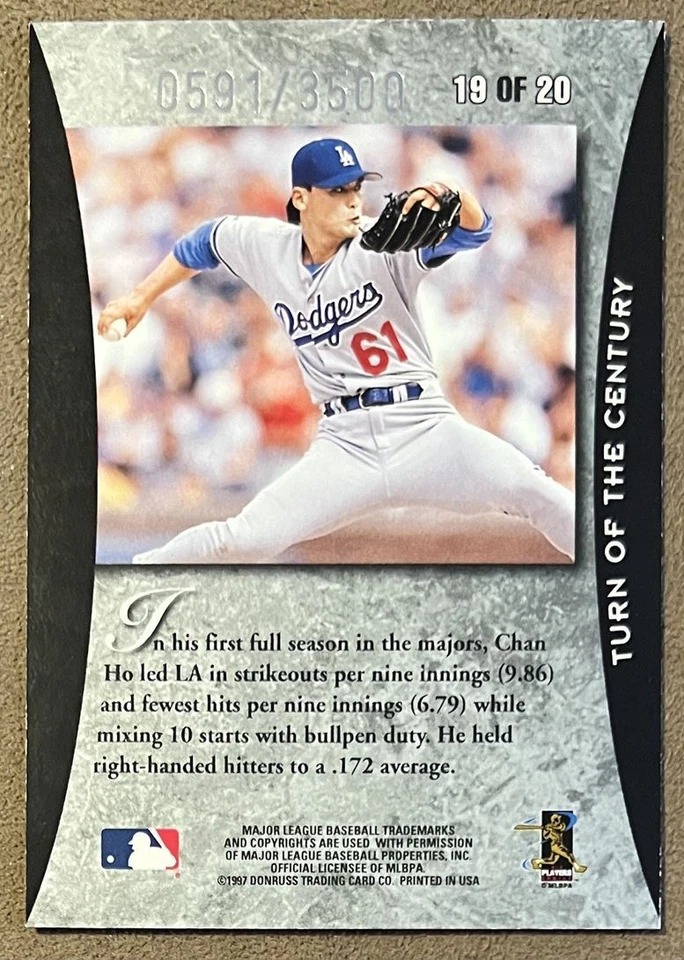 0591/3500
19 OF 20
LA
Dodgers
61
TURN OF THE CENTURY
In his first full season in the majors, Chan
Ho led LA in strikeouts per nine innings (9.86)
and fewest hits per nine innings (6.79) while
mixing 10 starts with bullpen duty. He held
right-handed hitters to a .172 average.
MAJOR LEAGUE BASEBALL TRADEMARKS
AND COPYRIGHTS ARE USED WITH PERMISSION
OF MAJOR LEAGUE BASEBALL PROPERTIES, INC.
OFFICIAL LICENSEE OF MLBPA
©1997 DONRUSS TRADING CARD CO. PRINTED IN USA
PLAYERS
© MLBPA